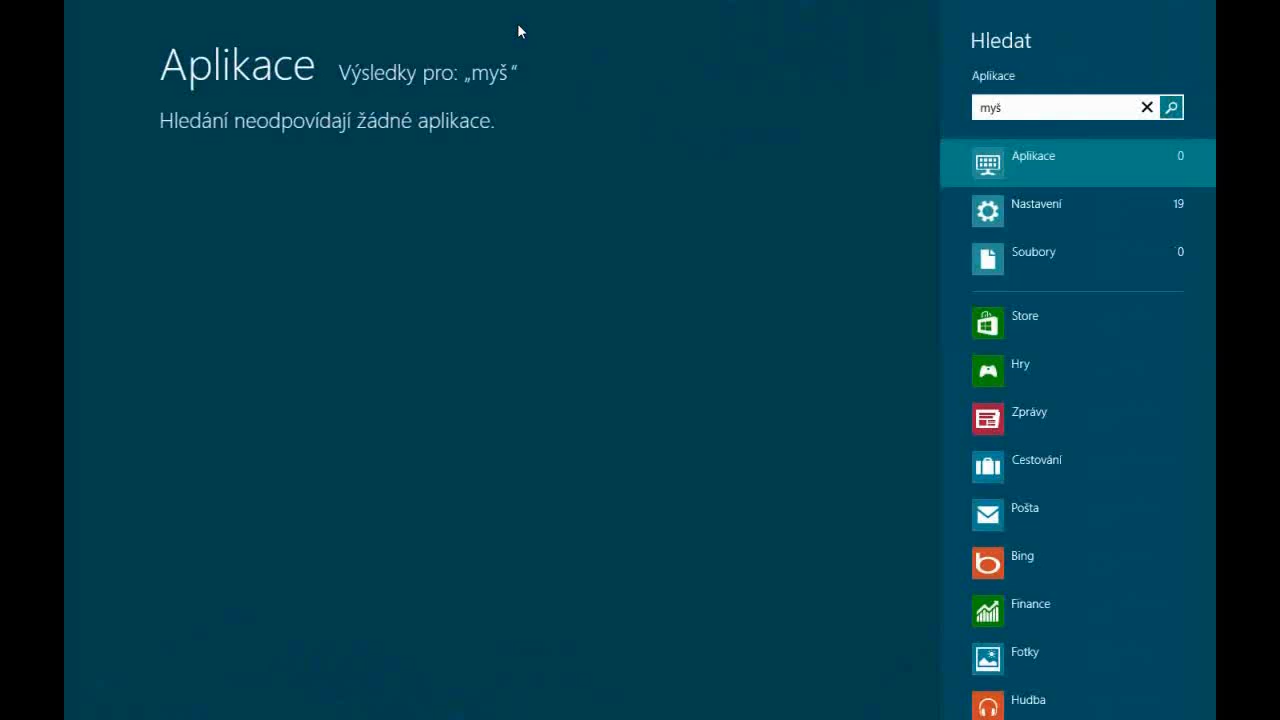 Aplikace Výsledky pro: „myš“
Hledání neodpovídají žádné aplikace.
Hledat
Aplikace
myš
Aplikace 0
Nastavení 19
Soubory 0
Store
Hry
Zprávy
Cestování
Pošta
Bing
Finance
Fotky
Hudba